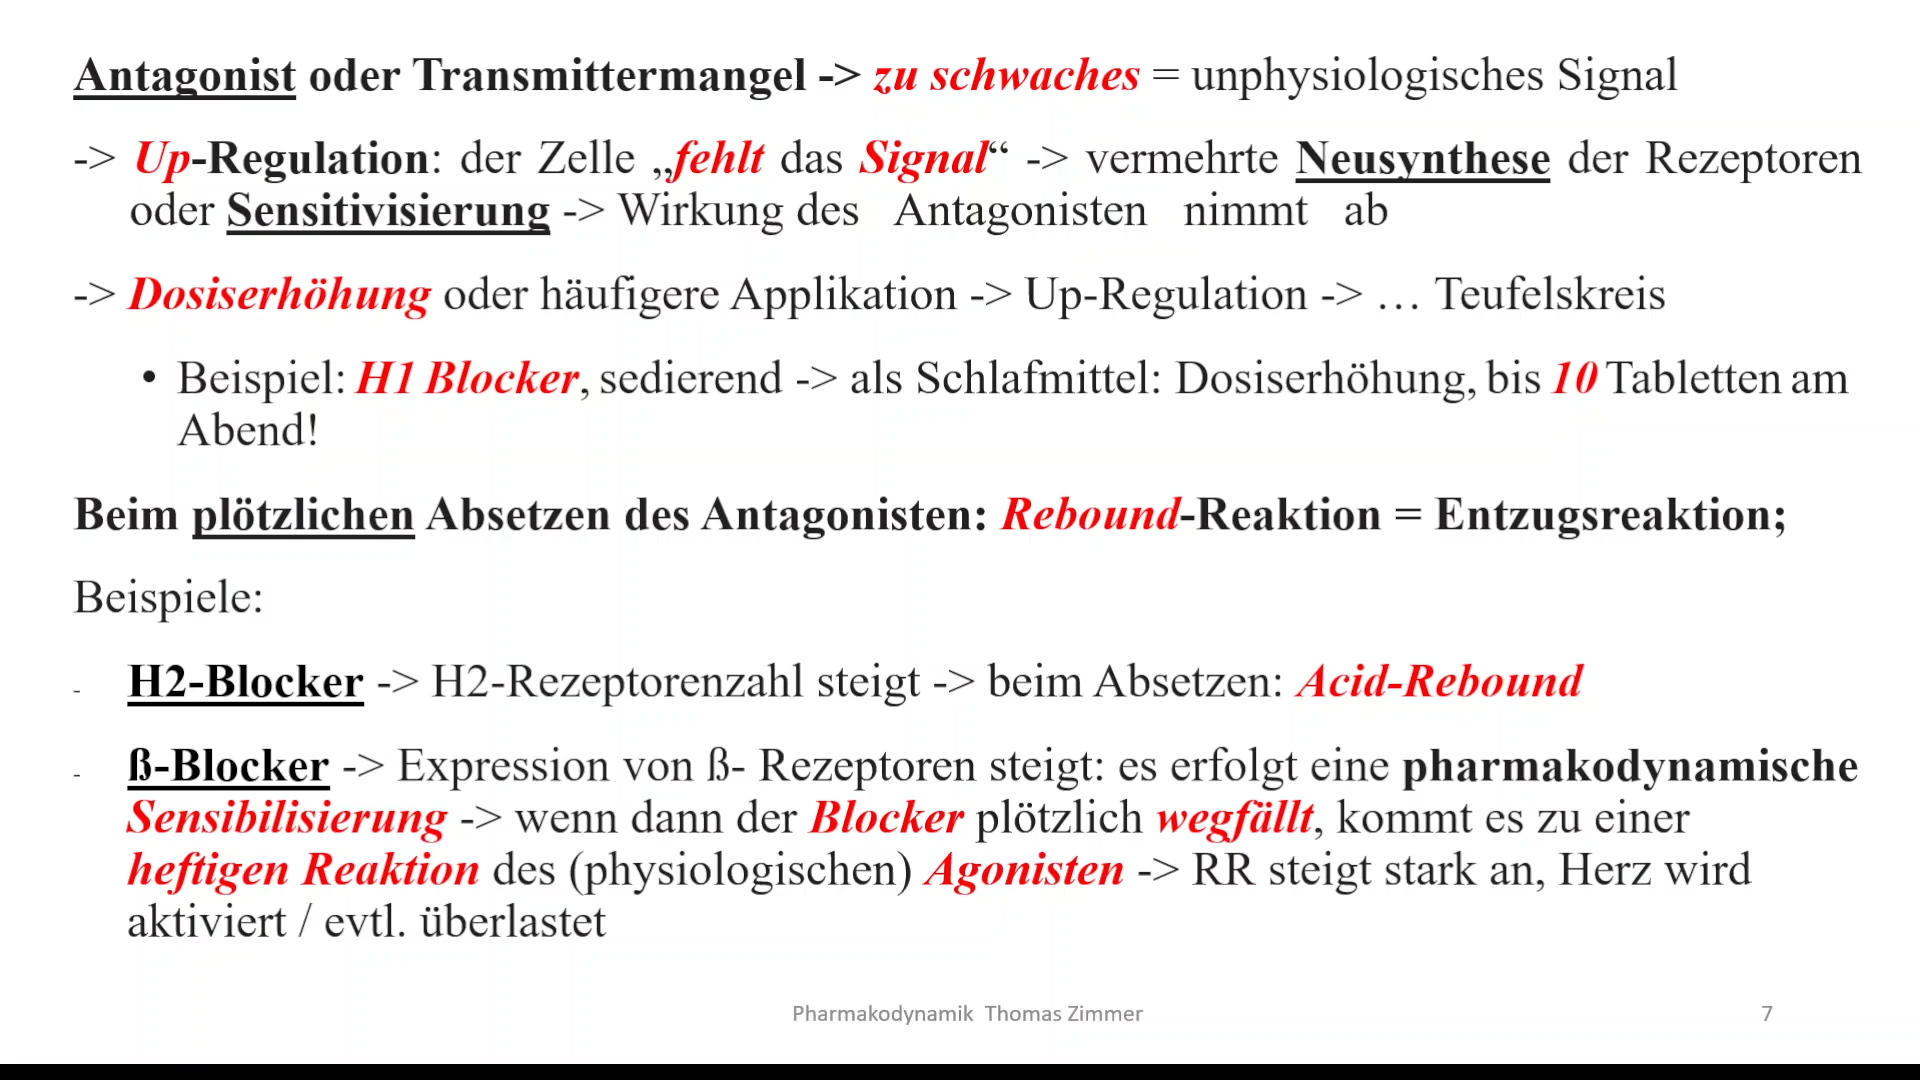 Antagonist oder Transmittermangel -> zu schwaches = unphysiologisches Signal
-> Up-Regulation: der Zelle „fehlt das Signal“ -> vermehrte Neusynthese der Rezeptoren
oder Sensitivisierung -> Wirkung des Antagonisten nimmt ab
-> Dosiserhöhung oder häufigere Applikation -> Up-Regulation -> … Teufelskreis
• Beispiel: H1 Blocker, sedierend -> als Schlafmittel: Dosiserhöhung, bis 10 Tabletten am
Abend!
Beim plötzlichen Absetzen des Antagonisten: Rebound-Reaktion = Entzugsreaktion;
Beispiele:
- H2-Blocker -> H2-Rezeptorenzahl steigt -> beim Absetzen: Acid-Rebound
- ß-Blocker -> Expression von ß- Rezeptoren steigt: es erfolgt eine pharmakodynamische
Sensibilisierung -> wenn dann der Blocker plötzlich wegfällt, kommt es zu einer
heftigen Reaktion des (physiologischen) Agonisten -> RR steigt stark an, Herz wird
aktiviert / evtl. überlastet
Pharmakodynamik Thomas Zimmer 7